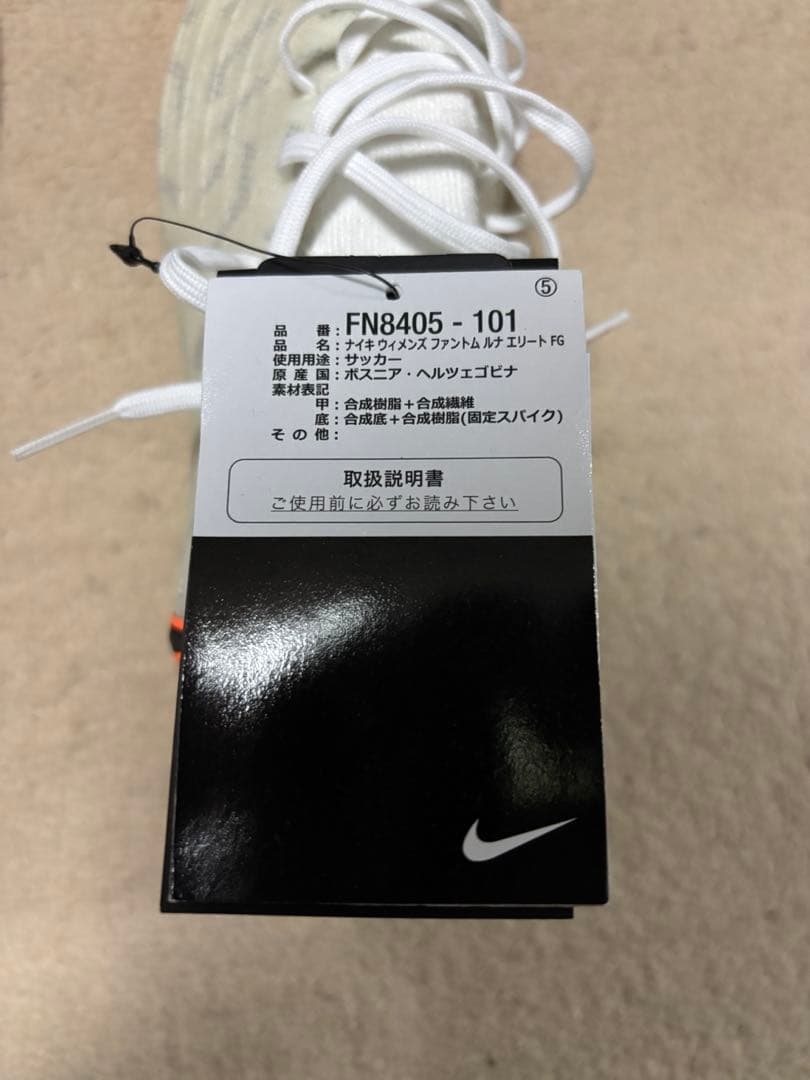 ⑤
品番：FN8405 - 101
品名：ナイキ ウィメンズ ファントム ルナ エリート FG
使用用途：サッカー
原産国：ボスニア・ヘルツェゴビナ
素材表記
甲：合成樹脂＋合成繊維
底：合成底＋合成樹脂(固定スパイク)
その他：
取扱説明書
ご使用前に必ずお読み下さい